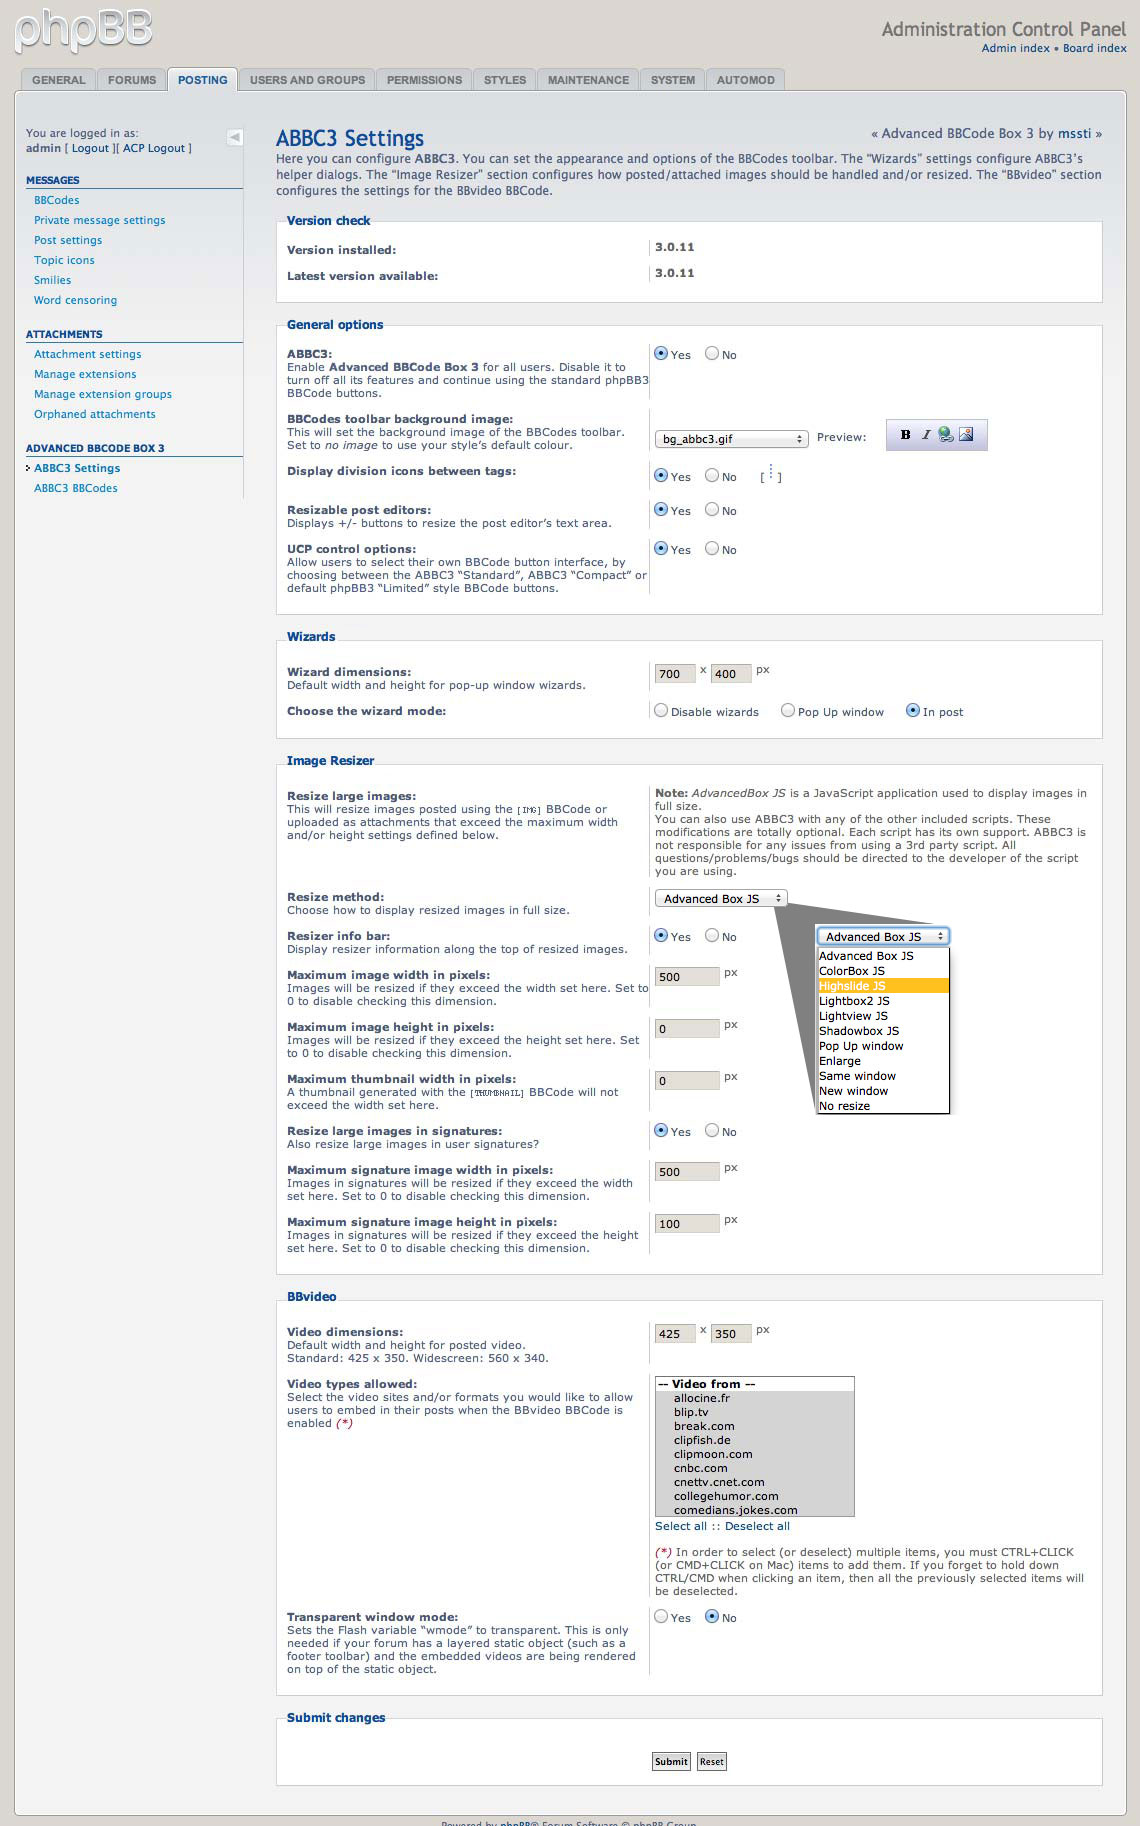 phpBB
Administration Control Panel
Admin index • Board index
GENERAL
FORUMS
POSTING
USERS AND GROUPS
PERMISSIONS
STYLES
MAINTENANCE
SYSTEM
AUTOMOD
You are logged in as:
admin [ Logout ][ ACP Logout ]
MESSAGES
BBCodes
Private message settings
Post settings
Topic icons
Smilies
Word censoring
ATTACHMENTS
Attachment settings
Manage extensions
Manage extension groups
Orphaned attachments
ADVANCED BBCODE BOX 3
ABBC3 Settings
ABBC3 BBCodes
ABBC3 Settings
« Advanced BBCode Box 3 by mssti »
Here you can configure ABBC3. You can set the appearance and options of the BBCodes toolbar. The “Wizards” settings configure ABBC3’s
helper dialogs. The “Image Resizer” section configures how posted/attached images should be handled and/or resized. The “BBvideo” section
configures the settings for the BBvideo BBCode.
Version check
Version installed:
3.0.11
Latest version available:
3.0.11
General options
ABBC3:
Enable Advanced BBCode Box 3 for all users. Disable it to
turn off all its features and continue using the standard phpBB3
BBCode buttons.
Yes No
BBCodes toolbar background image:
This will set the background image of the BBCodes toolbar.
Set to no image to use your style’s default colour.
bg_abbc3.gif
Preview:
B I
Display division icons between tags:
Yes No [ ]
Resizable post editors:
Displays +/- buttons to resize the post editor’s text area.
Yes No
UCP control options:
Allow users to select their own BBCode button interface, by
choosing between the ABBC3 “Standard”, ABBC3 “Compact” or
default phpBB3 “Limited” style BBCode buttons.
Yes No
Wizards
Wizard dimensions:
Default width and height for pop-up window wizards.
700 x 400 px
Choose the wizard mode:
Disable wizards Pop Up window In post
Image Resizer
Resize large images:
This will resize images posted using the [IMG] BBCode or
uploaded as attachments that exceed the maximum width
and/or height settings defined below.
Note: AdvancedBox JS is a JavaScript application used to display images in
full size.
You can also use ABBC3 with any of the other included scripts. These
modifications are totally optional. Each script has its own support. ABBC3 is
not responsible for any issues from using a 3rd party script. All
questions/problems/bugs should be directed to the developer of the script
you are using.
Resize method:
Choose how to display resized images in full size.
Advanced Box JS
Advanced Box JS
Advanced Box JS
ColorBox JS
Highslide JS
Lightbox2 JS
Lightview JS
Shadowbox JS
Pop Up window
Enlarge
Same window
New window
No resize
Resizer info bar:
Display resizer information along the top of resized images.
Yes No
Maximum image width in pixels:
Images will be resized if they exceed the width set here. Set to
0 to disable checking this dimension.
500 px
Maximum image height in pixels:
Images will be resized if they exceed the height set here. Set
to 0 to disable checking this dimension.
0 px
Maximum thumbnail width in pixels:
A thumbnail generated with the [THUMBNAIL] BBCode will not
exceed the width set here.
0 px
Resize large images in signatures:
Also resize large images in user signatures?
Yes No
Maximum signature image width in pixels:
Images in signatures will be resized if they exceed the width
set here. Set to 0 to disable checking this dimension.
500 px
Maximum signature image height in pixels:
Images in signatures will be resized if they exceed the height
set here. Set to 0 to disable checking this dimension.
100 px
BBvideo
Video dimensions:
Default width and height for posted video.
Standard: 425 x 350. Widescreen: 560 x 340.
425 x 350 px
Video types allowed:
Select the video sites and/or formats you would like to allow
users to embed in their posts when the BBvideo BBCode is
enabled (*)
-- Video from --
allocine.fr
blip.tv
break.com
clipfish.de
clipmoon.com
cnbc.com
cnettv.cnet.com
collegehumor.com
comedians.jokes.com
Select all :: Deselect all
(*) In order to select (or deselect) multiple items, you must CTRL+CLICK
(or CMD+CLICK on Mac) items to add them. If you forget to hold down
CTRL/CMD when clicking an item, then all the previously selected items will
be deselected.
Transparent window mode:
Sets the Flash variable “wmode” to transparent. This is only
needed if your forum has a layered static object (such as a
footer toolbar) and the embedded videos are being rendered
on top of the static object.
Yes No
Submit changes
Submit Reset
Powered by phpBB® Forum Software © phpBB Group